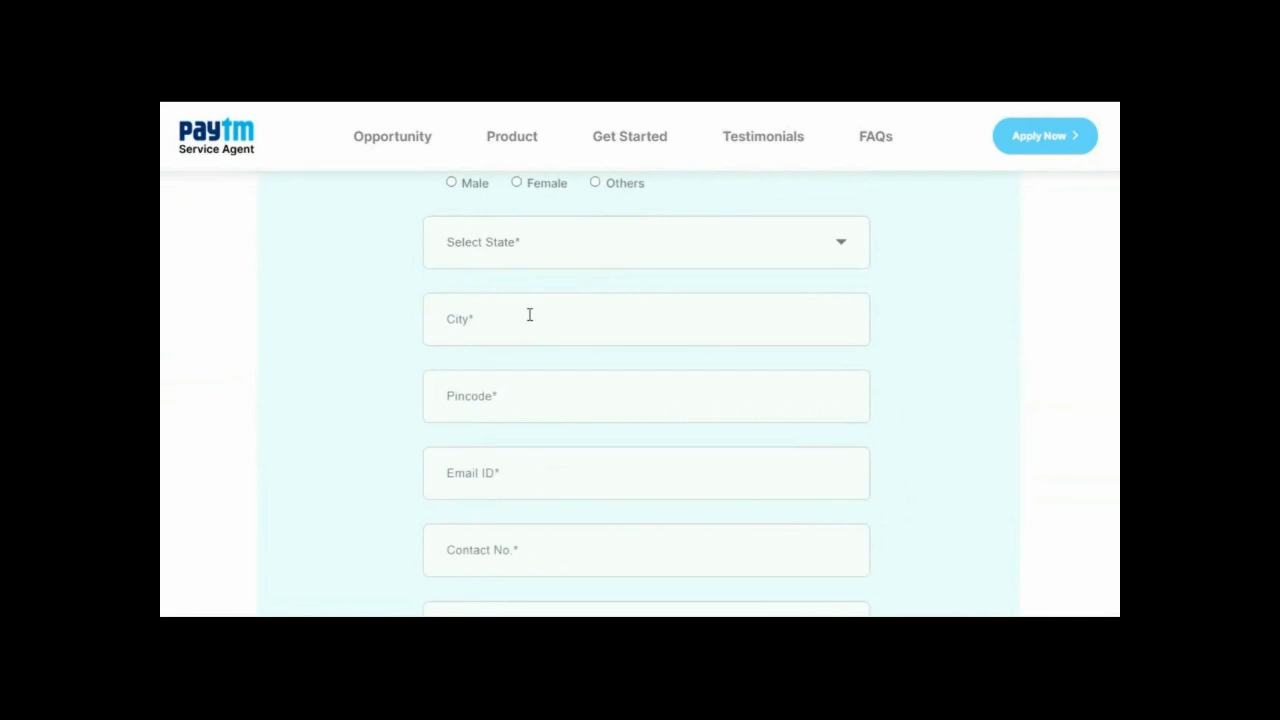 paytm
Service Agent
Opportunity Product Get Started Testimonials FAQs Apply Now
Male Female Others
Select State*
City*
Pincode*
Email ID*
Contact No.*